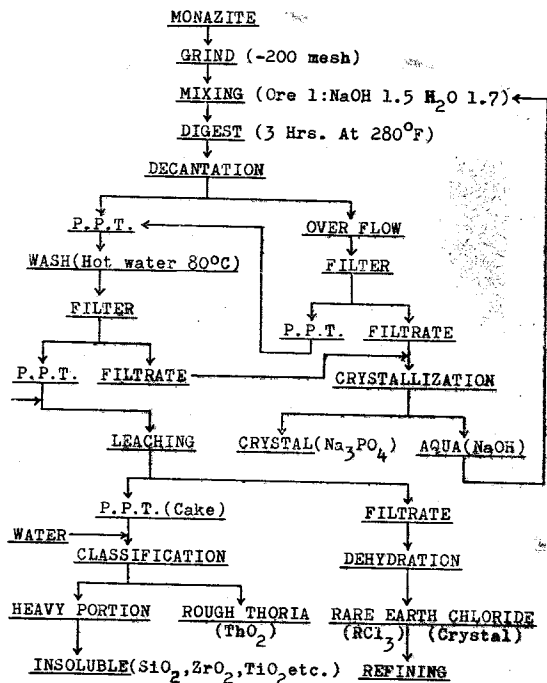 MONAZITE
GRIND (-200 mesh)
MIXING (Ore 1:NaOH 1.5 H₂O 1.7)
DIGEST (3 Hrs. At 280°F)
DECANTATION
P.P.T.
OVER FLOW
WASH(Hot water 80°C)
FILTER
FILTER
P.P.T.
FILTRATE
P.P.T.
FILTRATE
CRYSTALLIZATION
LEACHING
CRYSTAL(Na₃PO₄)
AQUA(NaOH)
P.P.T.(Cake)
FILTRATE
WATER
CLASSIFICATION
DEHYDRATION
HEAVY PORTION
ROUGH THORIA
(ThO₂)
RARE EARTH CHLORIDE
(RCl₃) (Crystal)
INSOLUBLE(SiO₂,ZrO₂,TiO₂etc.)
REFINING